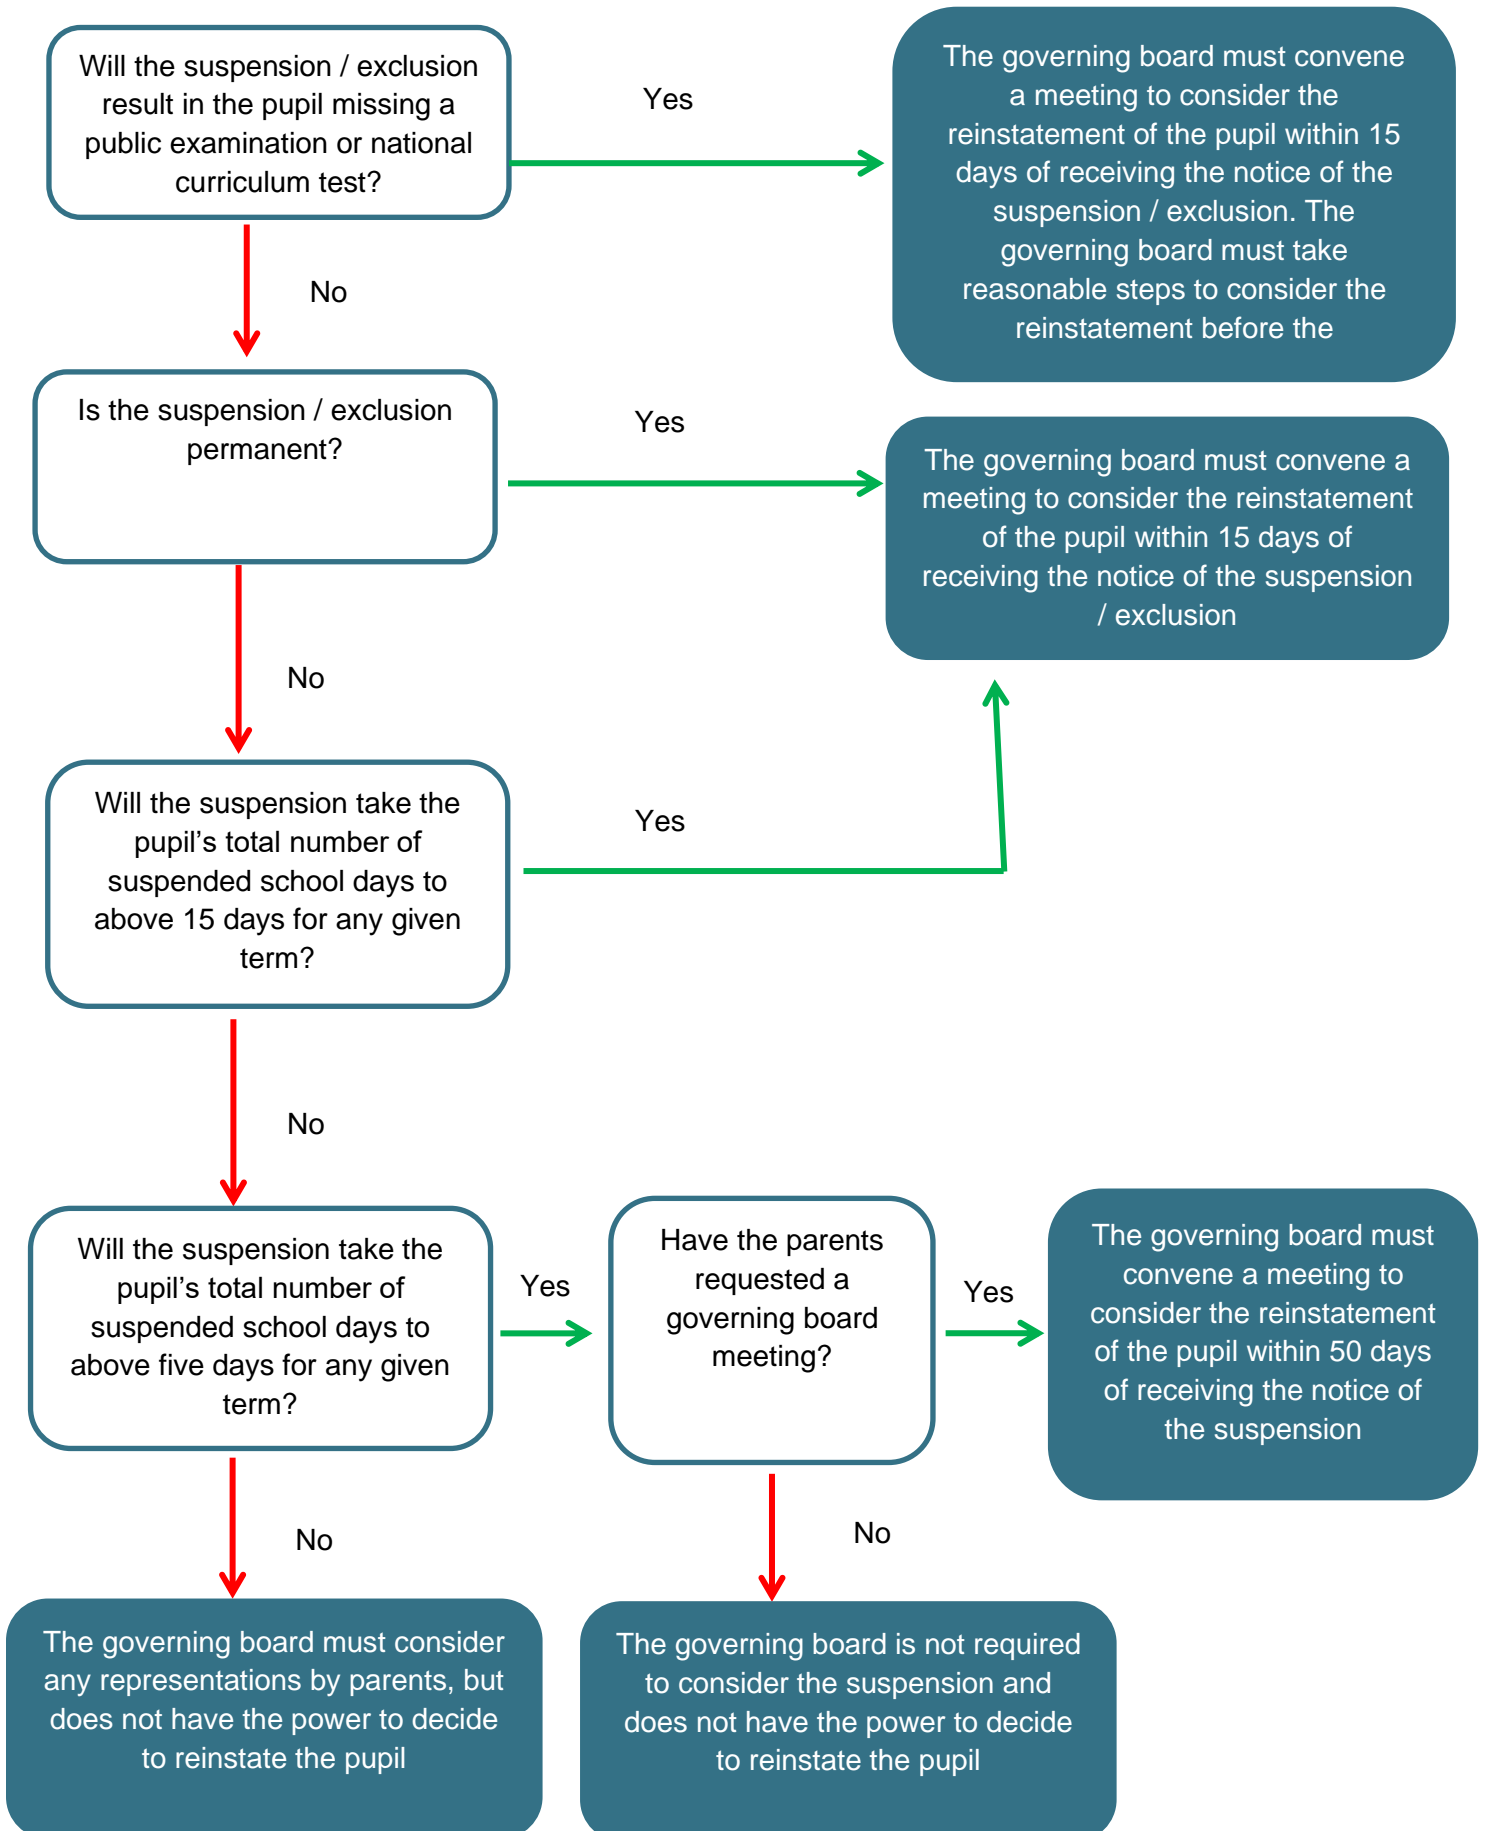 Will the suspension / exclusion
result in the pupil missing a
public examination or national
curriculum test?
Yes
The governing board must convene
a meeting to consider the
reinstatement of the pupil within 15
days of receiving the notice of the
suspension / exclusion. The
governing board must take
reasonable steps to consider the
reinstatement before the
No
Is the suspension / exclusion
permanent?
Yes
The governing board must convene a
meeting to consider the reinstatement
of the pupil within 15 days of
receiving the notice of the suspension
/ exclusion
No
Will the suspension take the
pupil’s total number of
suspended school days to
above 15 days for any given
term?
Yes
No
Will the suspension take the
pupil’s total number of
suspended school days to
above five days for any given
term?
Yes
Have the parents
requested a
governing board
meeting?
Yes
The governing board must
convene a meeting to
consider the reinstatement
of the pupil within 50 days
of receiving the notice of
the suspension
No
No
The governing board must consider
any representations by parents, but
does not have the power to decide
to reinstate the pupil
The governing board is not required
to consider the suspension and
does not have the power to decide
to reinstate the pupil